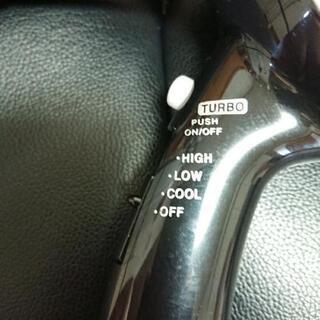 TURBO
PUSH
ON/OFF
·HIGH
·LOW
·COOL
·OFF